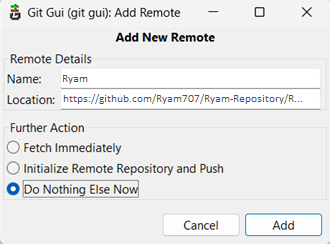 Git Gui (git gui): Add Remote
Add New Remote
Remote Details
Name: Ryam
Location: https://github.com/Ryam707/Ryam-Repository/R...
Further Action
Fetch Immediately
Initialize Remote Repository and Push
Do Nothing Else Now
Cancel Add